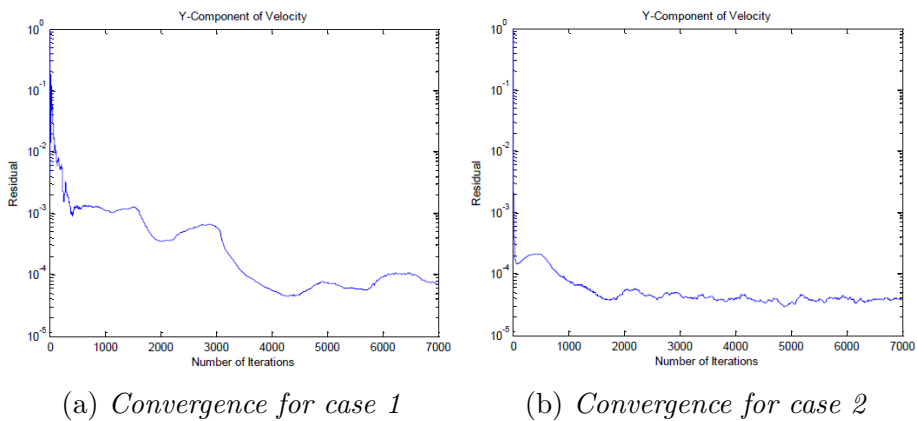 Y-Component of Velocity
10^0
10^-1
10^-2
10^-3
10^-4
10^-5
Residual
0 1000 2000 3000 4000 5000 6000 7000
Number of Iterations
(a) Convergence for case 1
Y-Component of Velocity
10^0
10^-1
10^-2
10^-3
10^-4
10^-5
Residual
0 1000 2000 3000 4000 5000 6000 7000
Number of Iterations
(b) Convergence for case 2